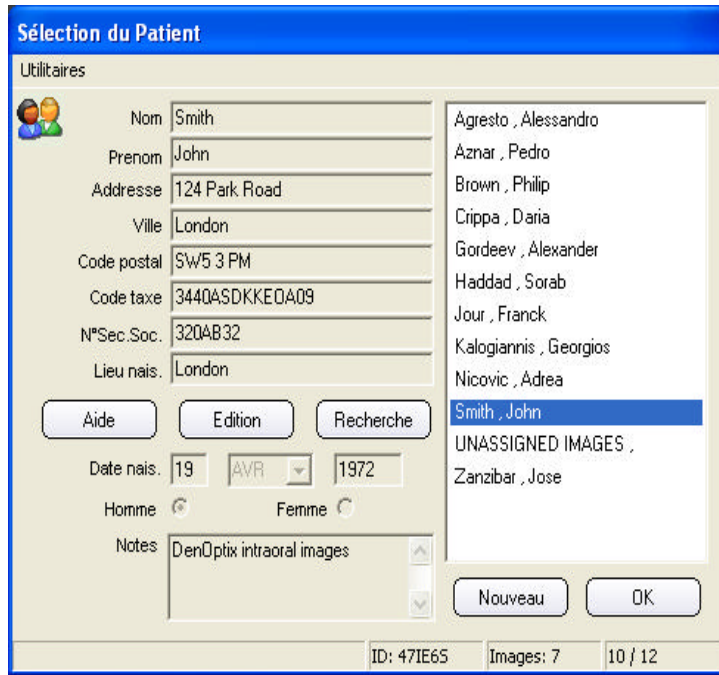 Sélection du Patient
Utilitaires
Nom Smith
Prenom John
Addresse 124 Park Road
Ville London
Code postal SW5 3 PM
Code taxe 3440ASDKKEOA09
N°Sec.Soc. 320AB32
Lieu nais. London
Aide Edition Recherche
Date nais. 19 AVR 1972
Homme Femme
Notes DenOptix intraoral images
Agresto , Alessandro
Aznar , Pedro
Brown , Philip
Crippa , Daria
Gordeev , Alexander
Haddad , Sorab
Jour , Franck
Kalogiannis , Georgios
Nicovic , Adrea
Smith , John
UNASSIGNED IMAGES ,
Zanzibar , Jose
Nouveau OK
ID: 47IE6S Images: 7 10 / 12